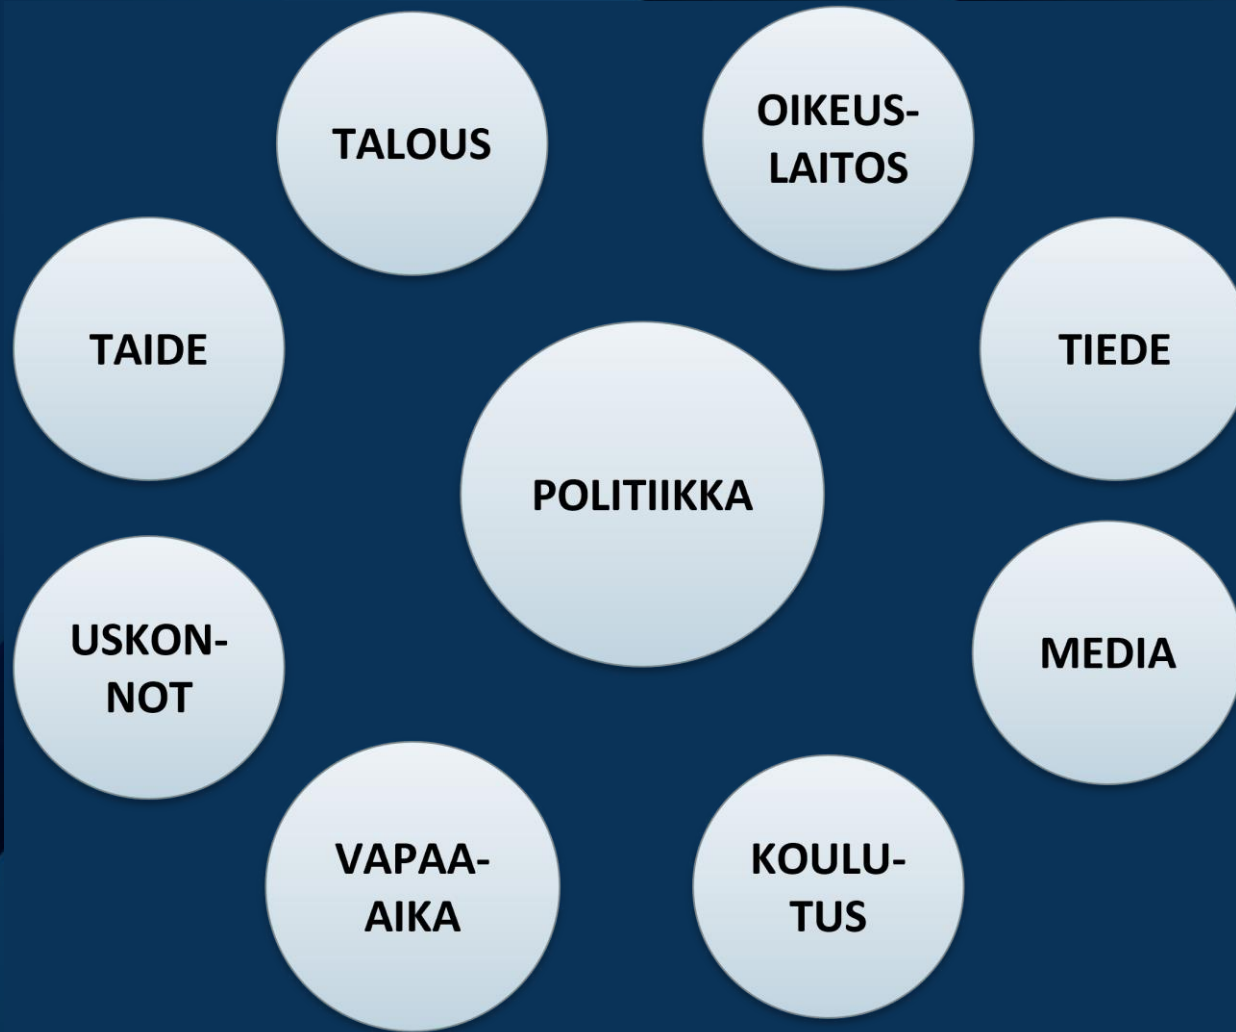 TALOUS
OIKEUS-
LAITOS
TAIDE
TIEDE
POLITIIKKA
USKON-
NOT
MEDIA
VAPAA-
AIKA
KOULU-
TUS